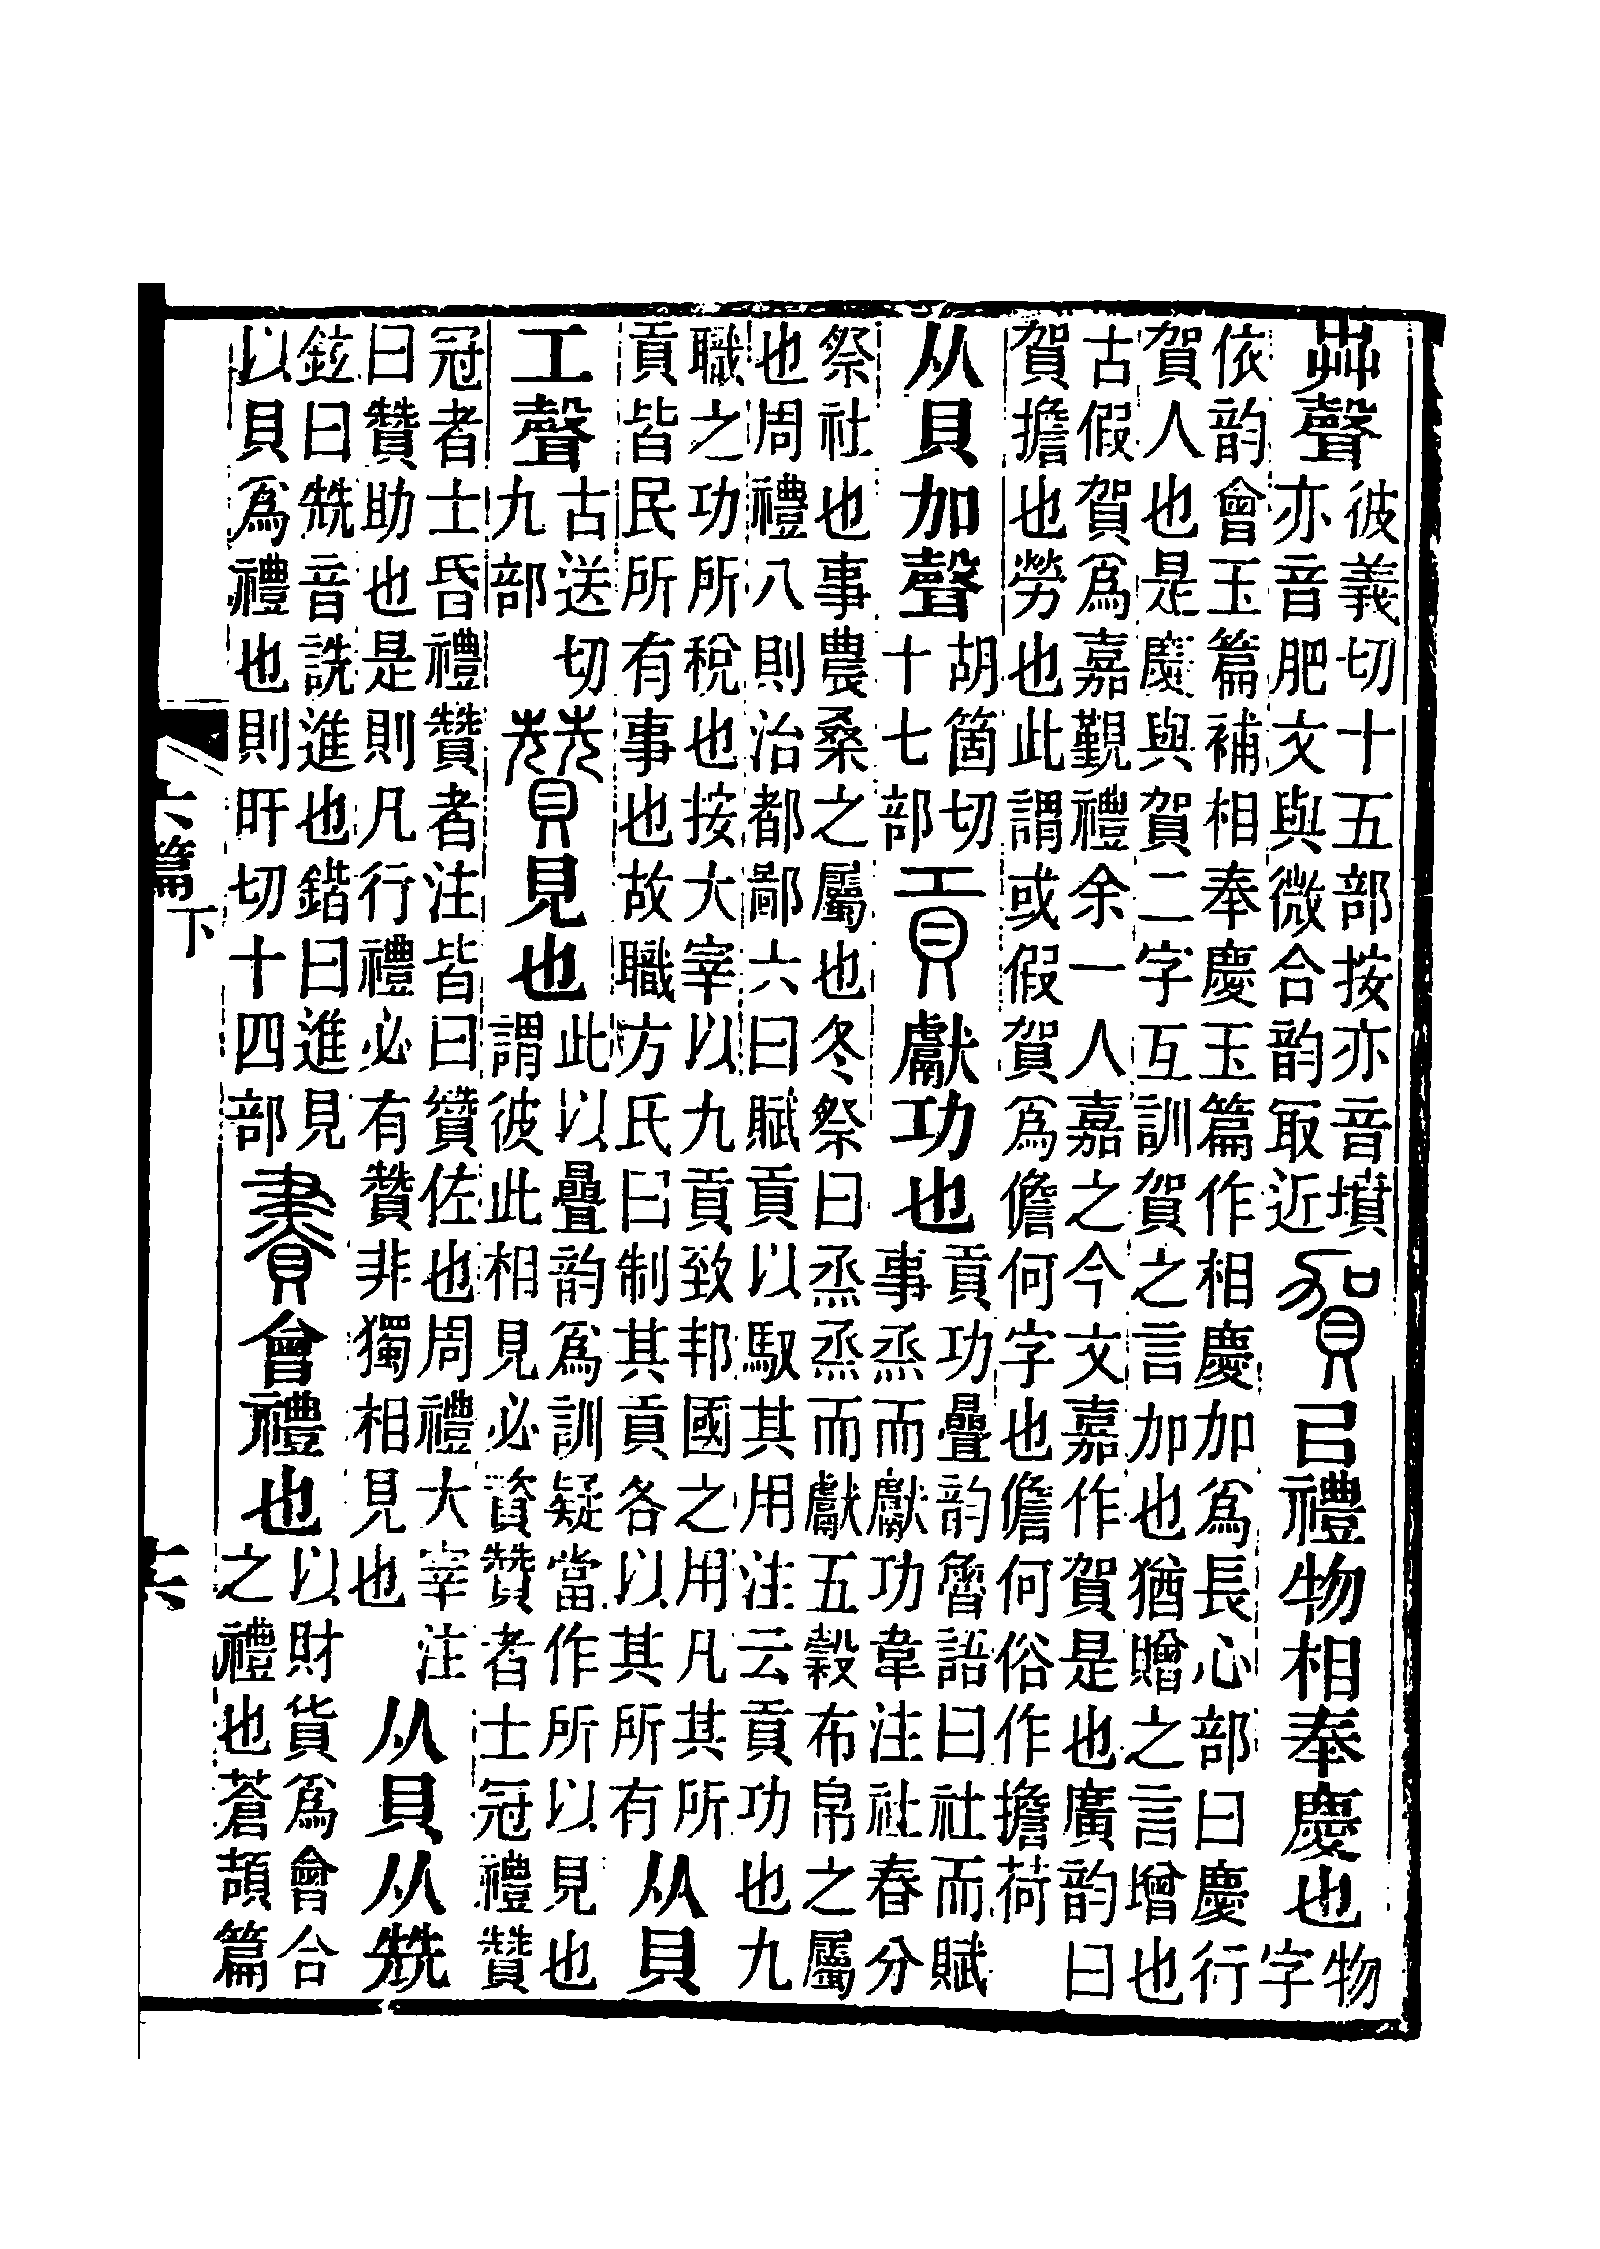 芔聲彼義切十五部按亦音墳亦音肥文與微合韵冣近賀㠯禮物相奉慶也物字
依韵會玉篇補相奉慶玉篇作相慶加爲長心部曰慶行
賀人也是慶與賀二字互訓賀之言加也猶贈之言增也
古假賀爲嘉覲禮余一人嘉之今文嘉作賀是也廣韵曰
賀擔也勞也此謂或假賀爲儋何字也儋何俗作擔荷
从貝加聲胡箇切十七部貢獻功也貢功疊韵魯語曰社而賦事烝而獻功韋注社春分
祭社也事農桑之屬也冬祭曰烝烝而獻五穀布帛之屬
也周禮八則治都鄙六曰賦貢以馭其用注云貢功也九
職之功所稅也按大宰以九貢致邦國之用凡其所
貢皆民所有事也故職方氏曰制其貢各以其所有从貝
工聲古送切九部贊見也此以疊韵爲訓疑當作所以見也謂彼此相見必資贊者士冠禮贊
冠者士昏禮贊者注皆曰贊佐也周禮大宰注
曰贊助也是則凡行禮必有贊非獨相見也从貝从兟
鉉曰兟音詵進也鍇曰進見
以貝爲禮也則旰切十四部賮會禮也以財貨爲會合之禮也蒼頡篇
六篇下
十六